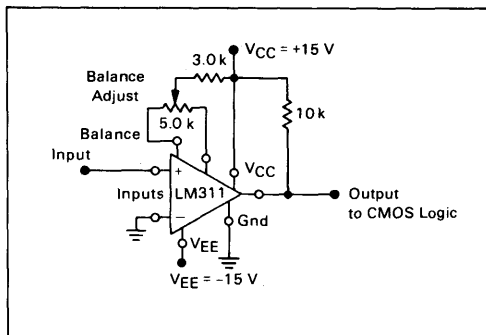 VCC = +15 V
3.0 k
Balance
Adjust
5.0 k
10 k
Balance
Input
VCC
+
Inputs
LM311
Output
to CMOS Logic
−
Gnd
VEE
VEE = −15 V